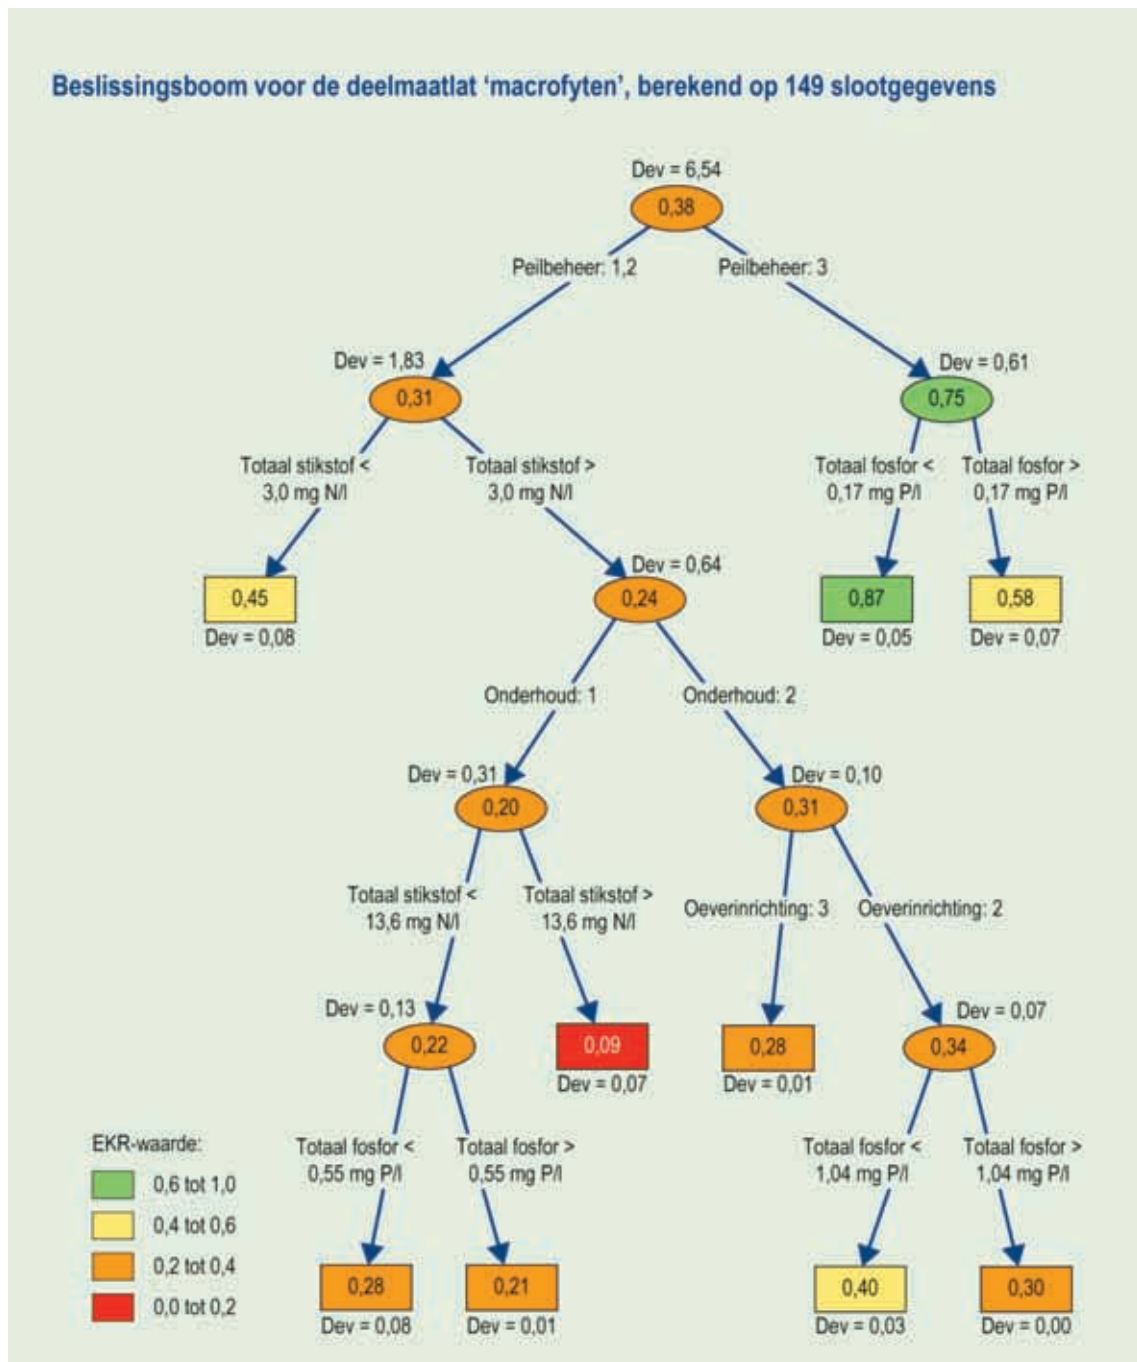 Beslissingsboom voor de deelmaatlat ‘macrofyten’, berekend op 149 slootgegevens
Dev = 6,54
0,38
Peilbeheer: 1,2
Peilbeheer: 3
Dev = 1,83
0,31
Dev = 0,61
0,75
Totaal stikstof <
3,0 mg N/l
Totaal stikstof >
3,0 mg N/l
Totaal fosfor <
0,17 mg P/l
Totaal fosfor >
0,17 mg P/l
0,45
Dev = 0,08
Dev = 0,64
0,24
0,87
Dev = 0,05
0,58
Dev = 0,07
Onderhoud: 1
Onderhoud: 2
Dev = 0,31
0,20
Dev = 0,10
0,31
Totaal stikstof <
13,6 mg N/l
Totaal stikstof >
13,6 mg N/l
Oeverinrichting: 3
Oeverinrichting: 2
Dev = 0,13
0,22
0,09
Dev = 0,07
0,28
Dev = 0,01
Dev = 0,07
0,34
Totaal fosfor <
0,55 mg P/l
Totaal fosfor >
0,55 mg P/l
Totaal fosfor <
1,04 mg P/l
Totaal fosfor >
1,04 mg P/l
0,28
Dev = 0,08
0,21
Dev = 0,01
0,40
Dev = 0,03
0,30
Dev = 0,00
EKR-waarde:
0,6 tot 1,0
0,4 tot 0,6
0,2 tot 0,4
0,0 tot 0,2